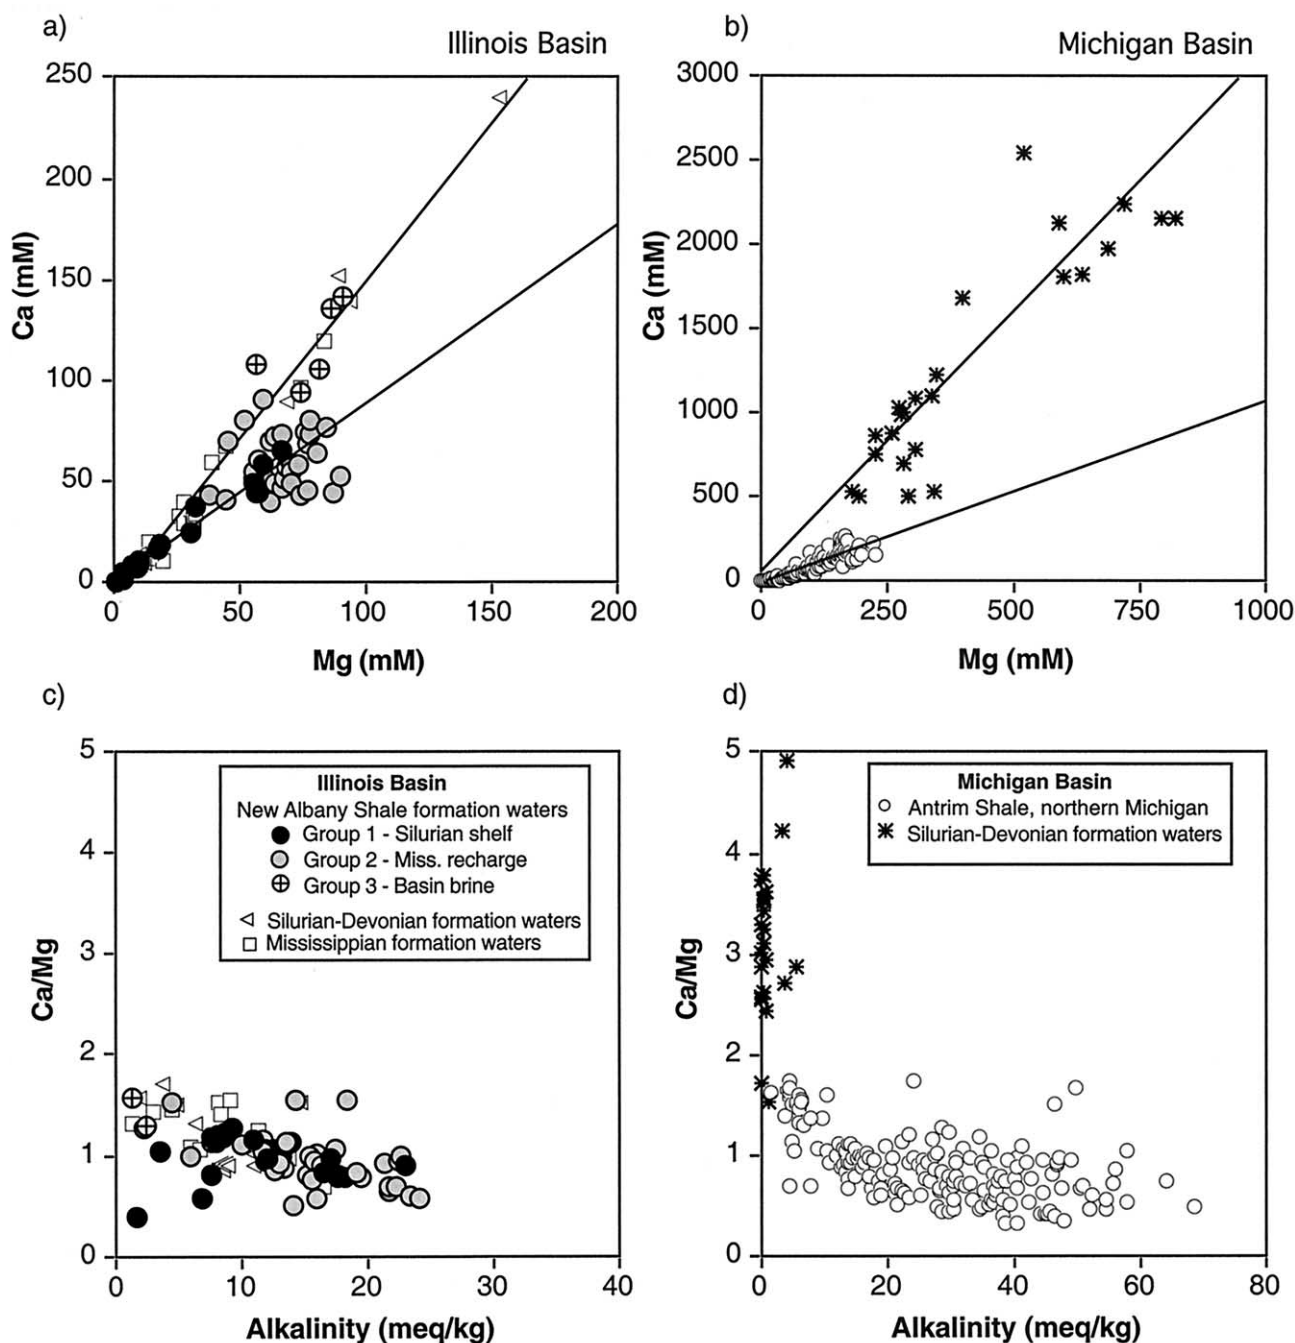 a)
Illinois Basin
250
200
150
100
50
0
Ca (mM)
0 50 100 150 200
Mg (mM)
b)
Michigan Basin
3000
2500
2000
1500
1000
500
0
Ca (mM)
0 250 500 750 1000
Mg (mM)
c)
5
4
3
2
1
0
Ca/Mg
Illinois Basin
New Albany Shale formation waters
Group 1 - Silurian shelf
Group 2 - Miss. recharge
Group 3 - Basin brine
Silurian-Devonian formation waters
Mississippian formation waters
0 10 20 30 40
Alkalinity (meq/kg)
d)
5
4
3
2
1
0
Ca/Mg
Michigan Basin
Antrim Shale, northern Michigan
Silurian-Devonian formation waters
0 20 40 60 80
Alkalinity (meq/kg)